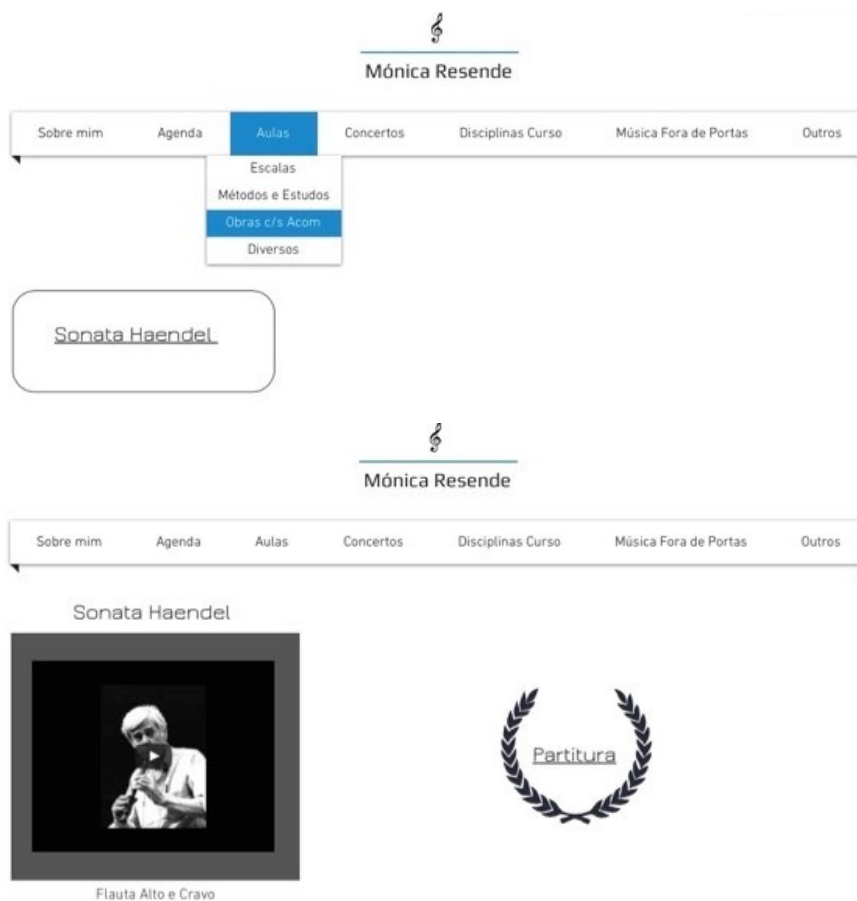 Mónica Resende
Sobre mim Agenda Aulas Concertos Disciplinas Curso Música Fora de Portas Outros
Escalas
Métodos e Estudos
Obras c/s Acom
Diversos
Sonata Haendel
Mónica Resende
Sobre mim Agenda Aulas Concertos Disciplinas Curso Música Fora de Portas Outros
Sonata Haendel
Partitura
Flauta Alto e Cravo